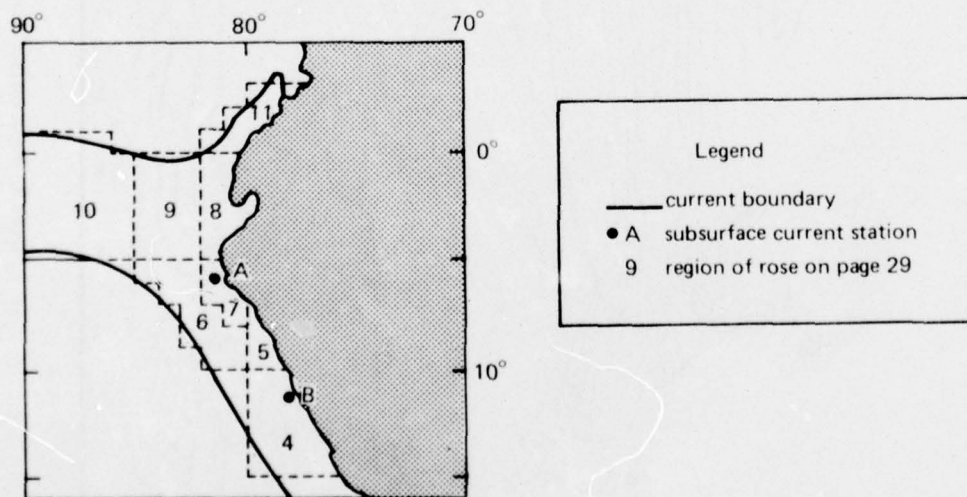 90° 80° 70°
11
0°
10 9 8
A
7
6
5
10°
B
4
Legend
current boundary
A subsurface current station
9 region of rose on page 29